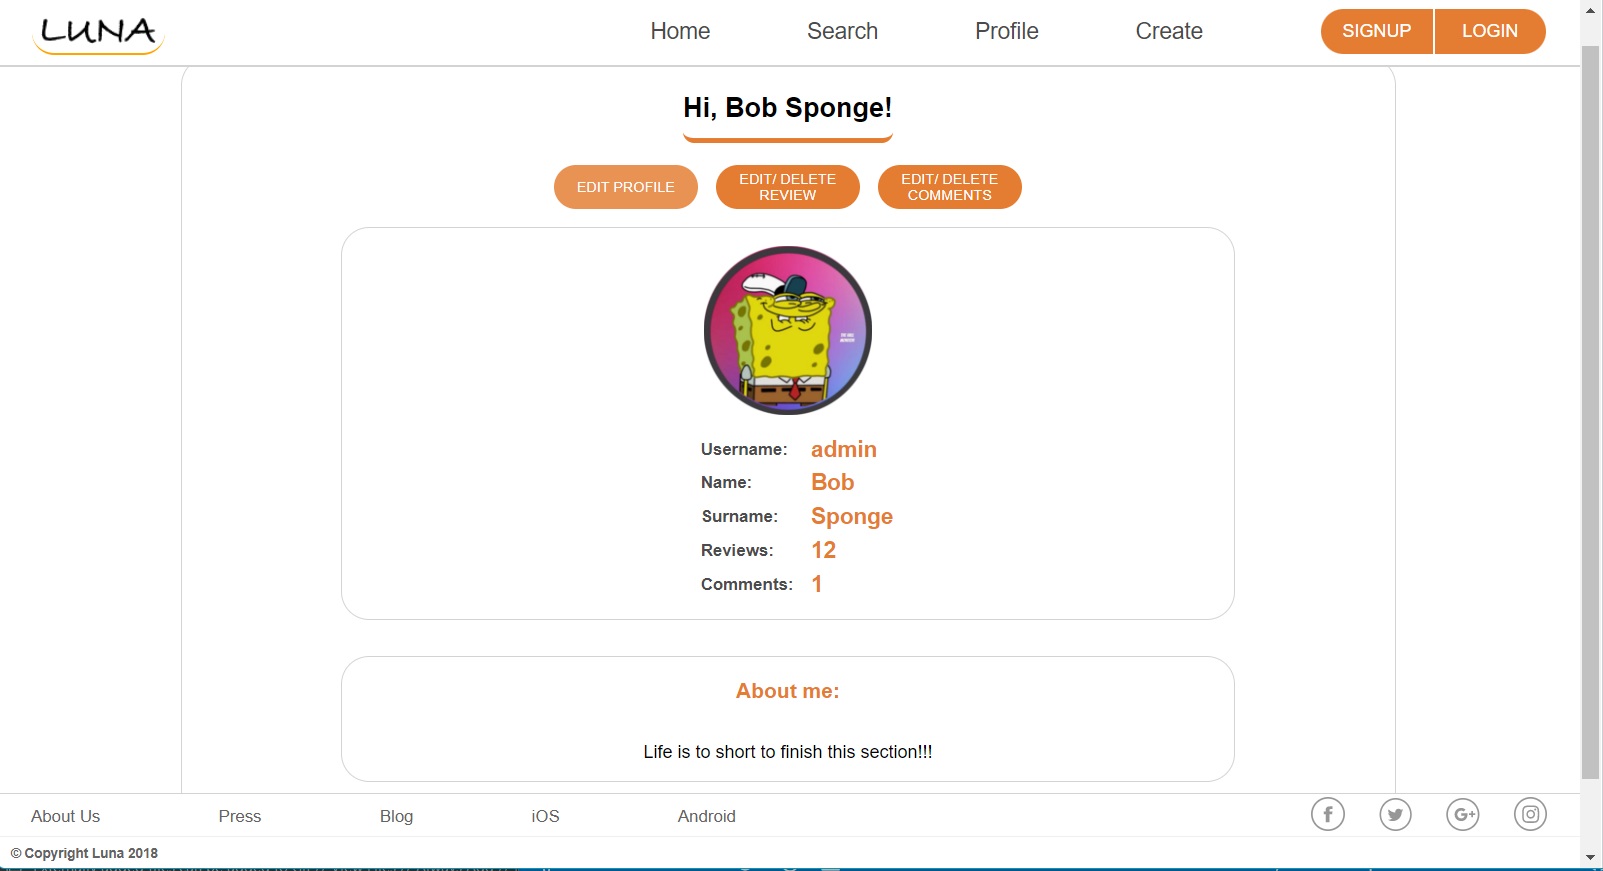 LUNA
Home Search Profile Create SIGNUP LOGIN
Hi, Bob Sponge!
EDIT PROFILE
EDIT/ DELETE
REVIEW
EDIT/ DELETE
COMMENTS
Username: admin
Name: Bob
Surname: Sponge
Reviews: 12
Comments: 1
About me:
Life is to short to finish this section!!!
About Us Press Blog iOS Android
© Copyright Luna 2018